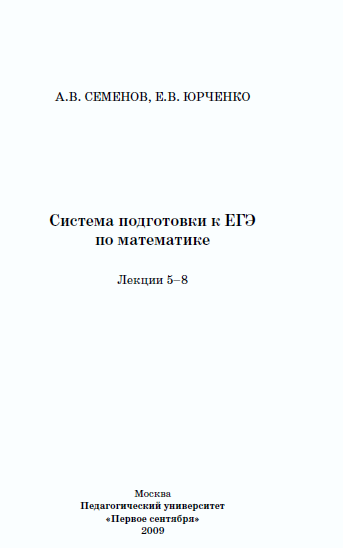 А.В. СЕМЕНОВ, Е.В. ЮРЧЕНКО
Система подготовки к ЕГЭ
по математике
Лекции 5–8
Москва
Педагогический университет
«Первое сентября»
2009